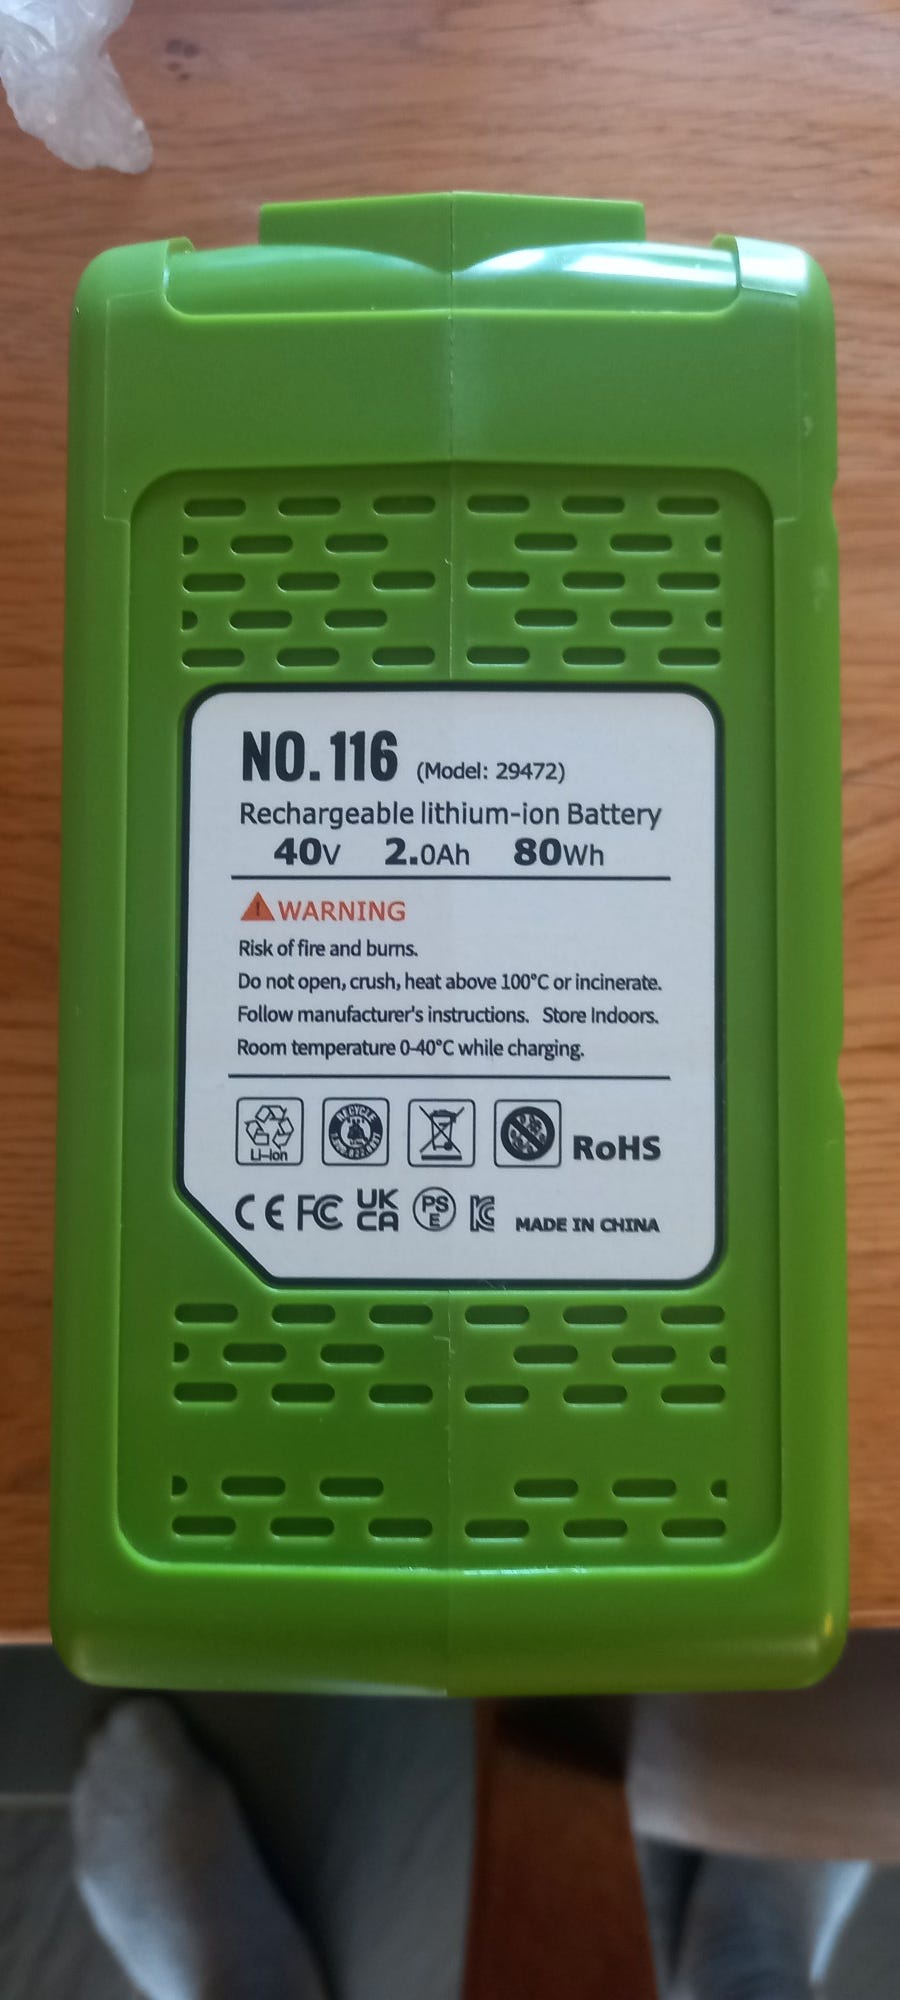 NO. 116 (Model: 29472)
Rechargeable lithium-ion Battery
40V 2.0Ah 80Wh
WARNING
Risk of fire and burns.
Do not open, crush, heat above 100°C or incinerate.
Follow manufacturer's instructions. Store Indoors.
Room temperature 0-40°C while charging.
Li-ion
RECYCLE
RoHS
CE FC UK CA PS E KC MADE IN CHINA